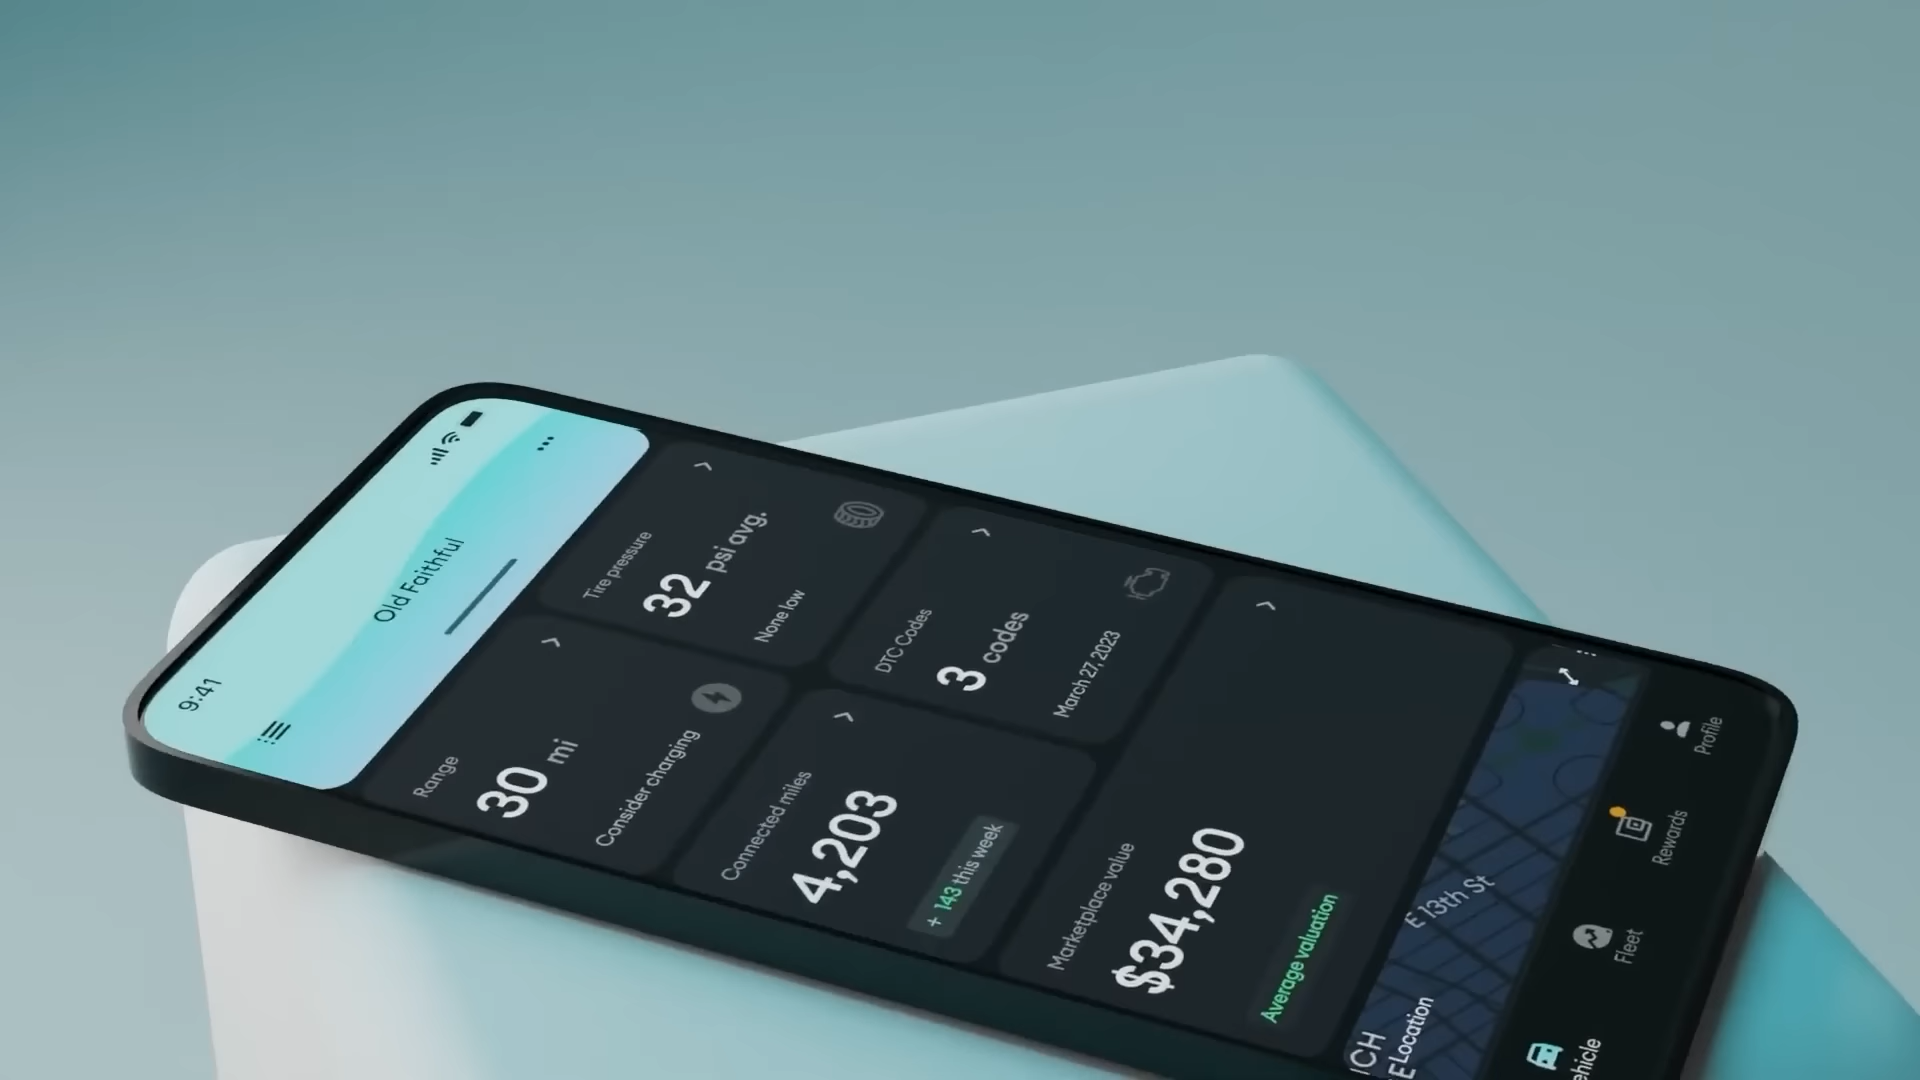 9:41
Old Faithful
Range
30 mi
Consider charging
Tire pressure
32 psi avg.
None low
Connected miles
4,203
+ 143 this week
DTC Codes
3 codes
March 27, 2023
Marketplace value
$34,280
Average valuation
E 13th St
ICH
E Location
ehicle
Fleet
Rewards
Profile